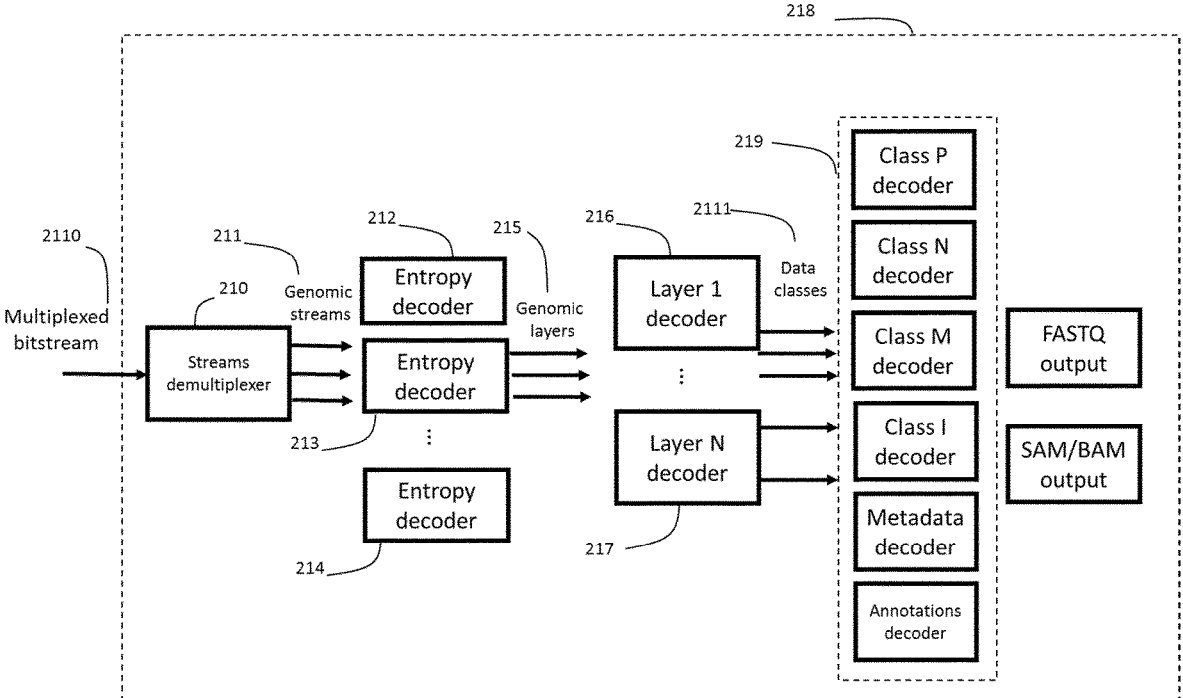 218
219
Class P
decoder
2110
211
212
215
216
2111
Class N
decoder
210
Genomic
streams
Entropy
decoder
Genomic
layers
Layer 1
decoder
Data
classes
Multiplexed
bitstream
Streams
demultiplexer
Entropy
decoder
⋮
Class M
decoder
FASTQ
output
213
⋮
Layer N
decoder
Class I
decoder
SAM/BAM
output
Entropy
decoder
214
217
Metadata
decoder
Annotations
decoder